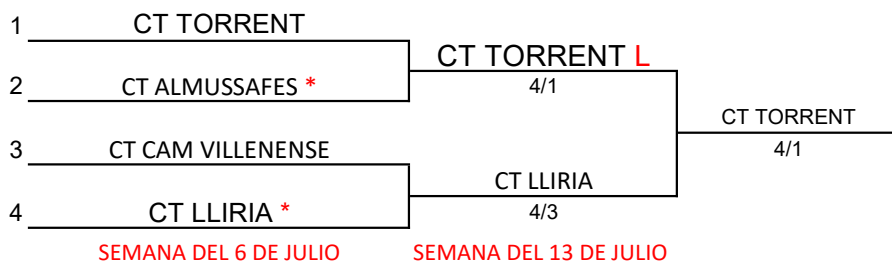 1 CT TORRENT
2 CT ALMUSSAFES *
CT TORRENT L
4/1
CT TORRENT
4/1
3 CT CAM VILLENENSE
4 CT LLIRIA *
CT LLIRIA
4/3
SEMANA DEL 6 DE JULIO
SEMANA DEL 13 DE JULIO